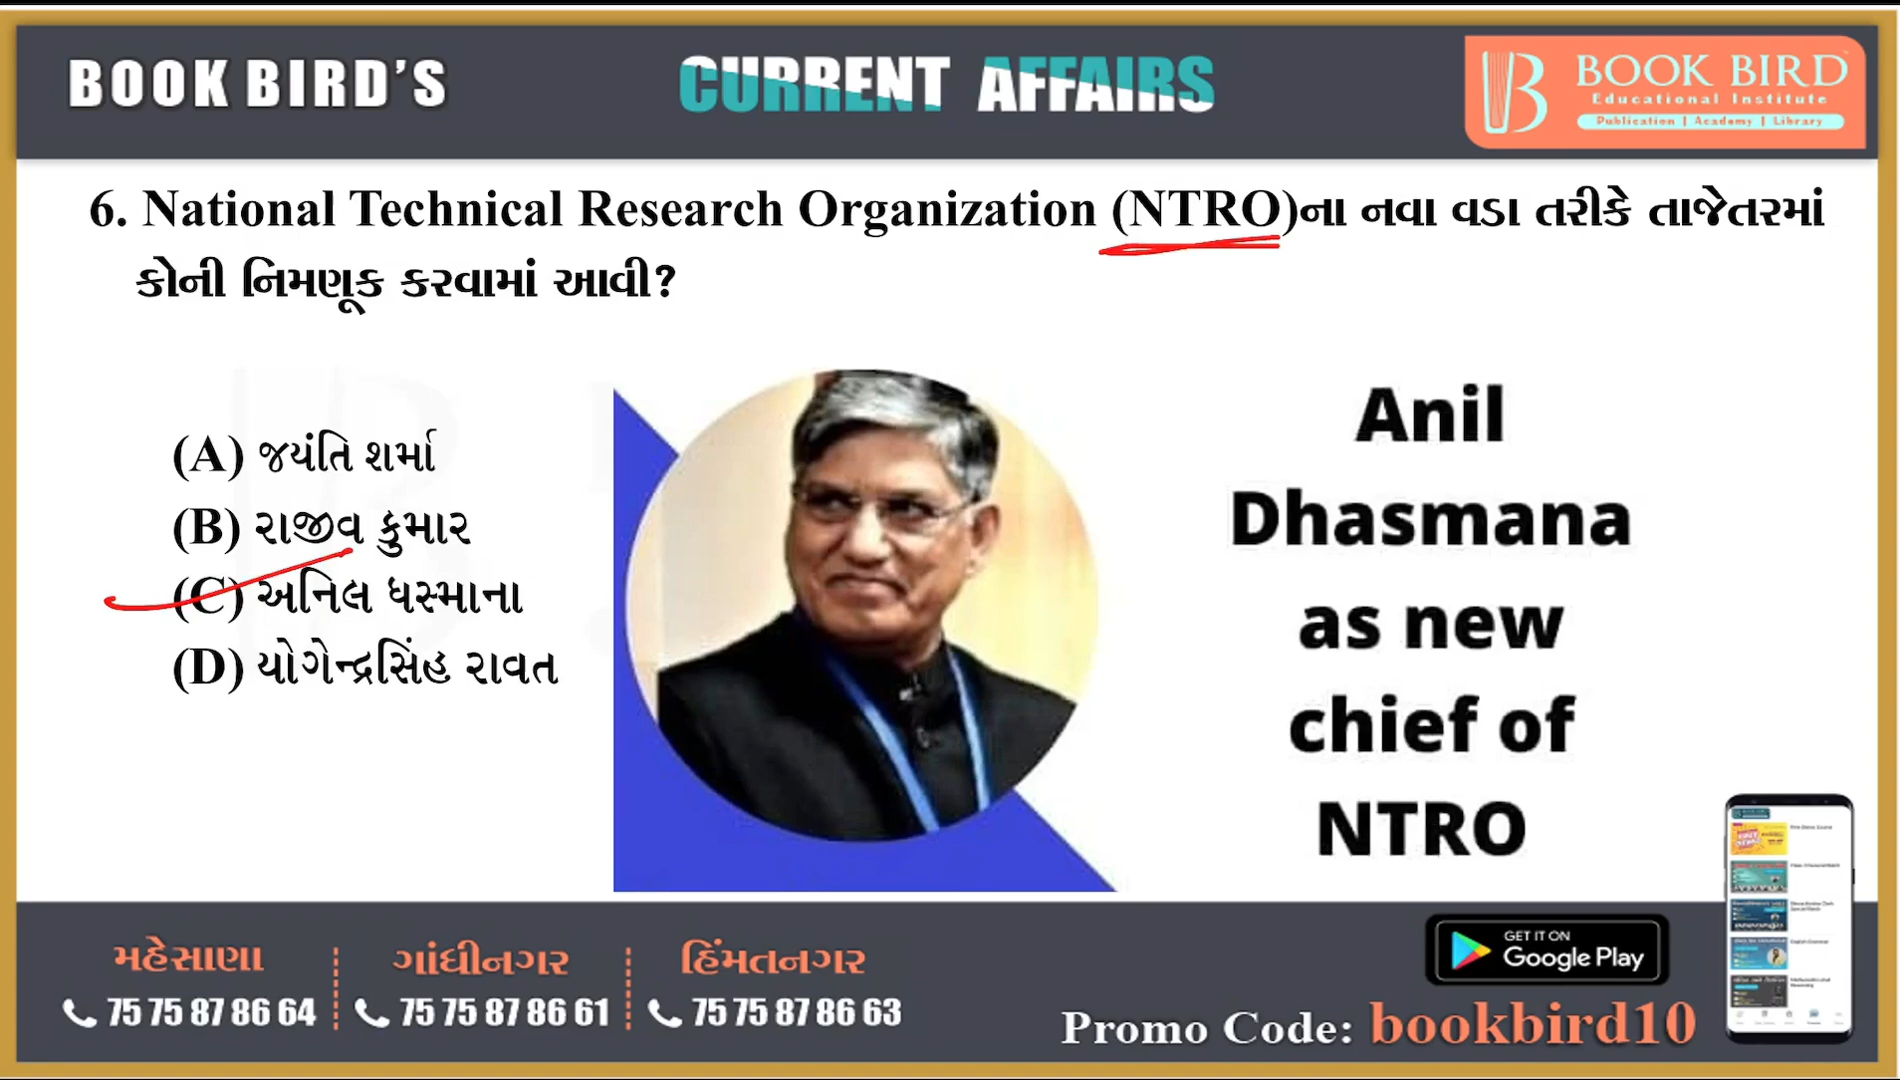 BOOK BIRD'S
CURRENT AFFAIRS
BOOK BIRD
Educational Institute
Publication | Academy | Library
6. National Technical Research Organization (NTRO)ના નવા વડા તરીકે તાજેતરમાં
કોની નિમણૂક કરવામાં આવી?
(A) જયંતિ શર્મા
(B) રાજીવ કુમાર
(C) અનિલ ધસ્માના
(D) યોગેન્દ્રસિંહ રાવત
Anil
Dhasmana
as new
chief of
NTRO
મહેસાણા
75 75 87 86 64
ગાંધીનગર
75 75 87 86 61
હિંમતનગર
75 75 87 86 63
GET IT ON
Google Play
Promo Code: bookbird10